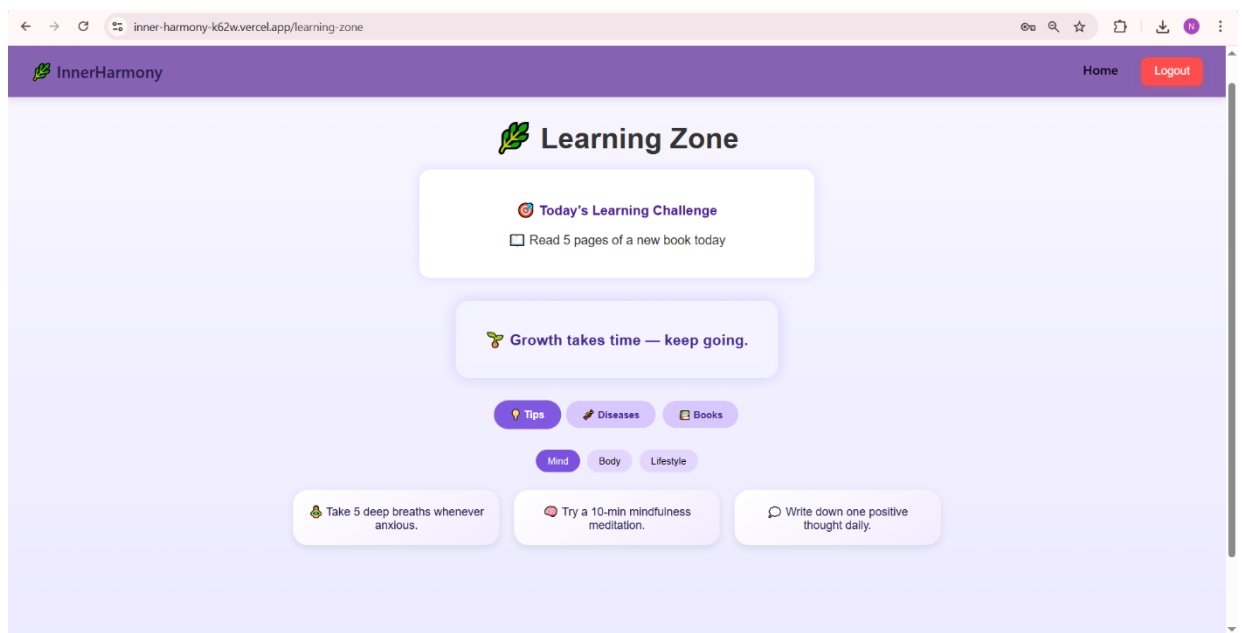 inner-harmony-k62w.vercel.app/learning-zone
N
InnerHarmony
Home
Logout
Learning Zone
Today's Learning Challenge
Read 5 pages of a new book today
Growth takes time — keep going.
Tips
Diseases
Books
Mind
Body
Lifestyle
Take 5 deep breaths whenever
anxious.
Try a 10-min mindfulness
meditation.
Write down one positive
thought daily.